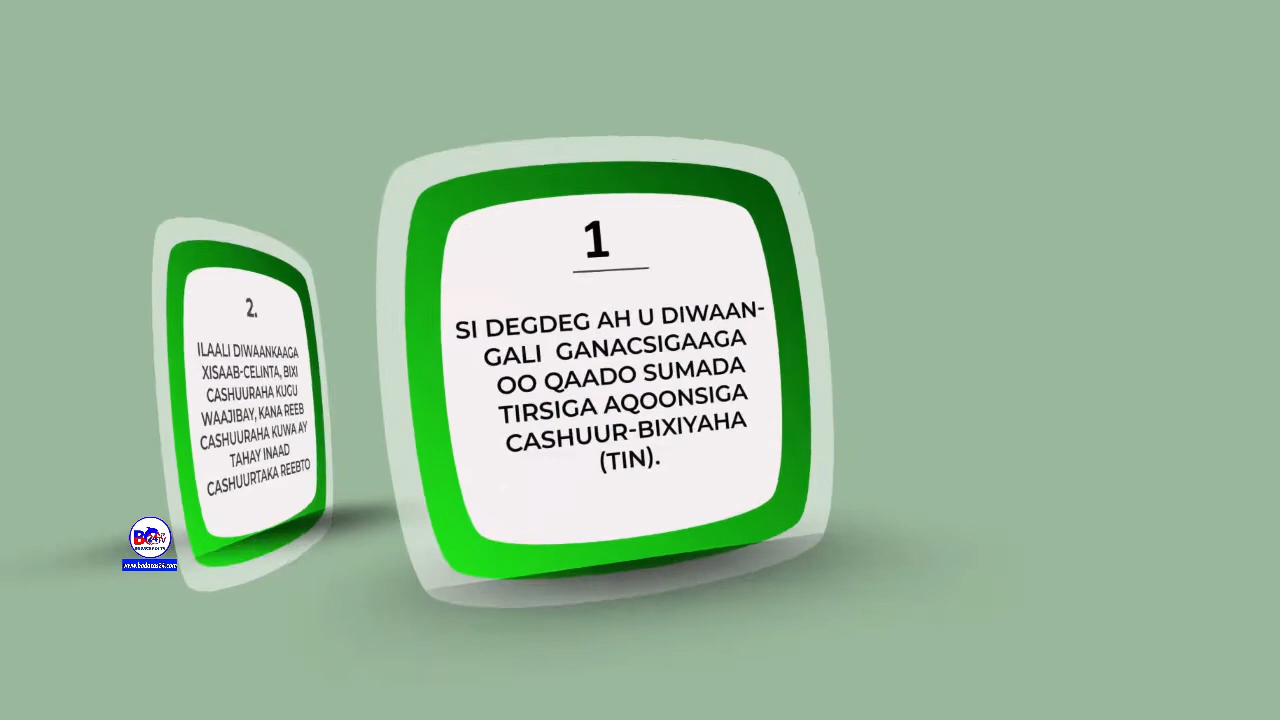 1
SI DEGDEG AH U DIWAAN-
GALI GANACSIGAAGA
OO QAADO SUMADA
TIRSIGA AQOONSIGA
CASHUUR-BIXIYAHA
(TIN).
2.
ILAALI DIWAANKAAGA
XISAAB-CELINTA, BIXI
CASHUURAHA KUGU
WAAJIBAY, KANA REEB
CASHUURAHA KUWA AY
TAHAY INAAD
CASHUURTAKA REEBTO